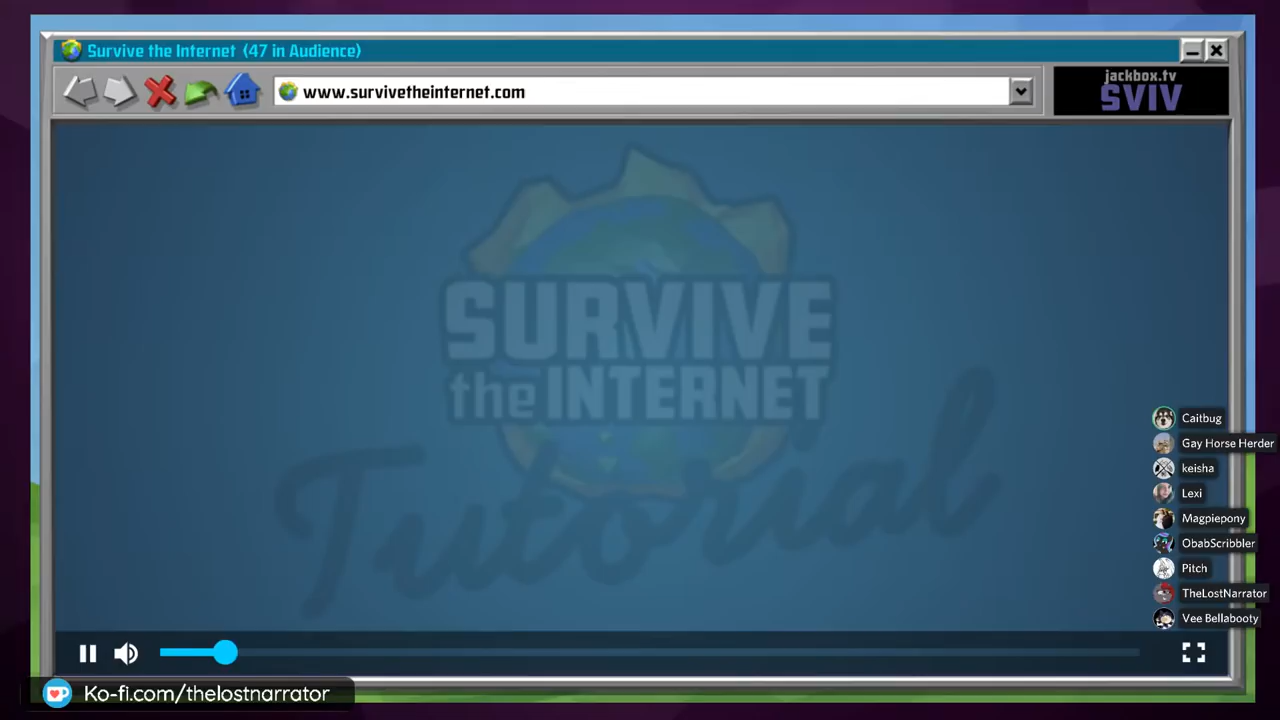 Survive the Internet (47 in Audience)
www.survivetheinternet.com
jackbox.tv
SVIV
SURVIVE
the INTERNET
Tutorial
Caitbug
Gay Horse Herder
keisha
Lexi
Magpiepony
ObabScribbler
Pitch
TheLostNarrator
Vee Bellabooty
Ko-fi.com/thelostnarrator